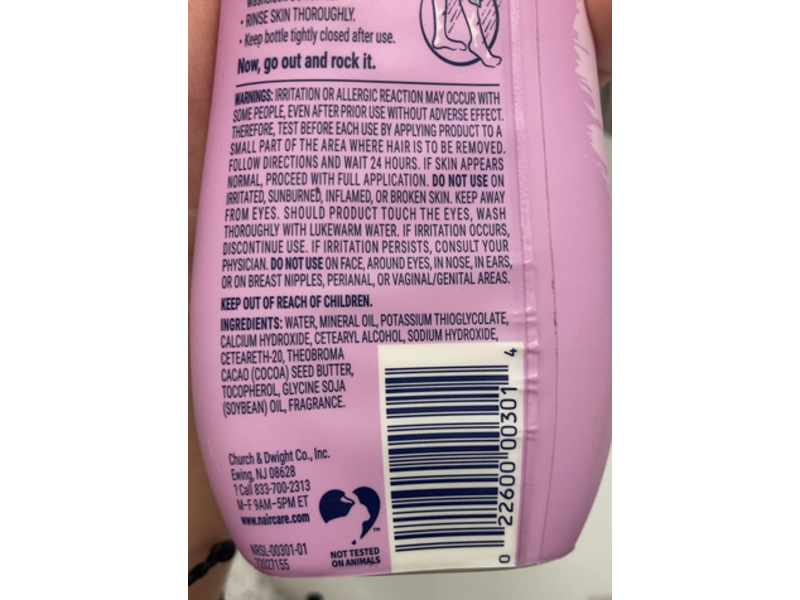 • RINSE SKIN THOROUGHLY.
• Keep bottle tightly closed after use.
Now, go out and rock it.
WARNINGS: IRRITATION OR ALLERGIC REACTION MAY OCCUR WITH
SOME PEOPLE, EVEN AFTER PRIOR USE WITHOUT ADVERSE EFFECT.
THEREFORE, TEST BEFORE EACH USE BY APPLYING PRODUCT TO A
SMALL PART OF THE AREA WHERE HAIR IS TO BE REMOVED.
FOLLOW DIRECTIONS AND WAIT 24 HOURS. IF SKIN APPEARS
NORMAL, PROCEED WITH FULL APPLICATION. DO NOT USE ON
IRRITATED, SUNBURNED, INFLAMED, OR BROKEN SKIN. KEEP AWAY
FROM EYES. SHOULD PRODUCT TOUCH THE EYES, WASH
THOROUGHLY WITH LUKEWARM WATER. IF IRRITATION OCCURS,
DISCONTINUE USE. IF IRRITATION PERSISTS, CONSULT YOUR
PHYSICIAN. DO NOT USE ON FACE, AROUND EYES, IN NOSE, IN EARS,
OR ON BREAST NIPPLES, PERIANAL, OR VAGINAL/GENITAL AREAS.
KEEP OUT OF REACH OF CHILDREN.
INGREDIENTS: WATER, MINERAL OIL, POTASSIUM THIOGLYCOLATE,
CALCIUM HYDROXIDE, CETEARYL ALCOHOL, SODIUM HYDROXIDE,
CETEARETH-20, THEOBROMA
CACAO (COCOA) SEED BUTTER,
TOCOPHEROL, GLYCINE SOJA
(SOYBEAN) OIL, FRAGRANCE.
Church & Dwight Co., Inc.
Ewing, NJ 08628
? Call 833-700-2313
M-F 9AM-5PM ET
www.naircare.com
NRSL-00301-01
72027155
NOT TESTED
ON ANIMALS
TM
0 22600 00301 4